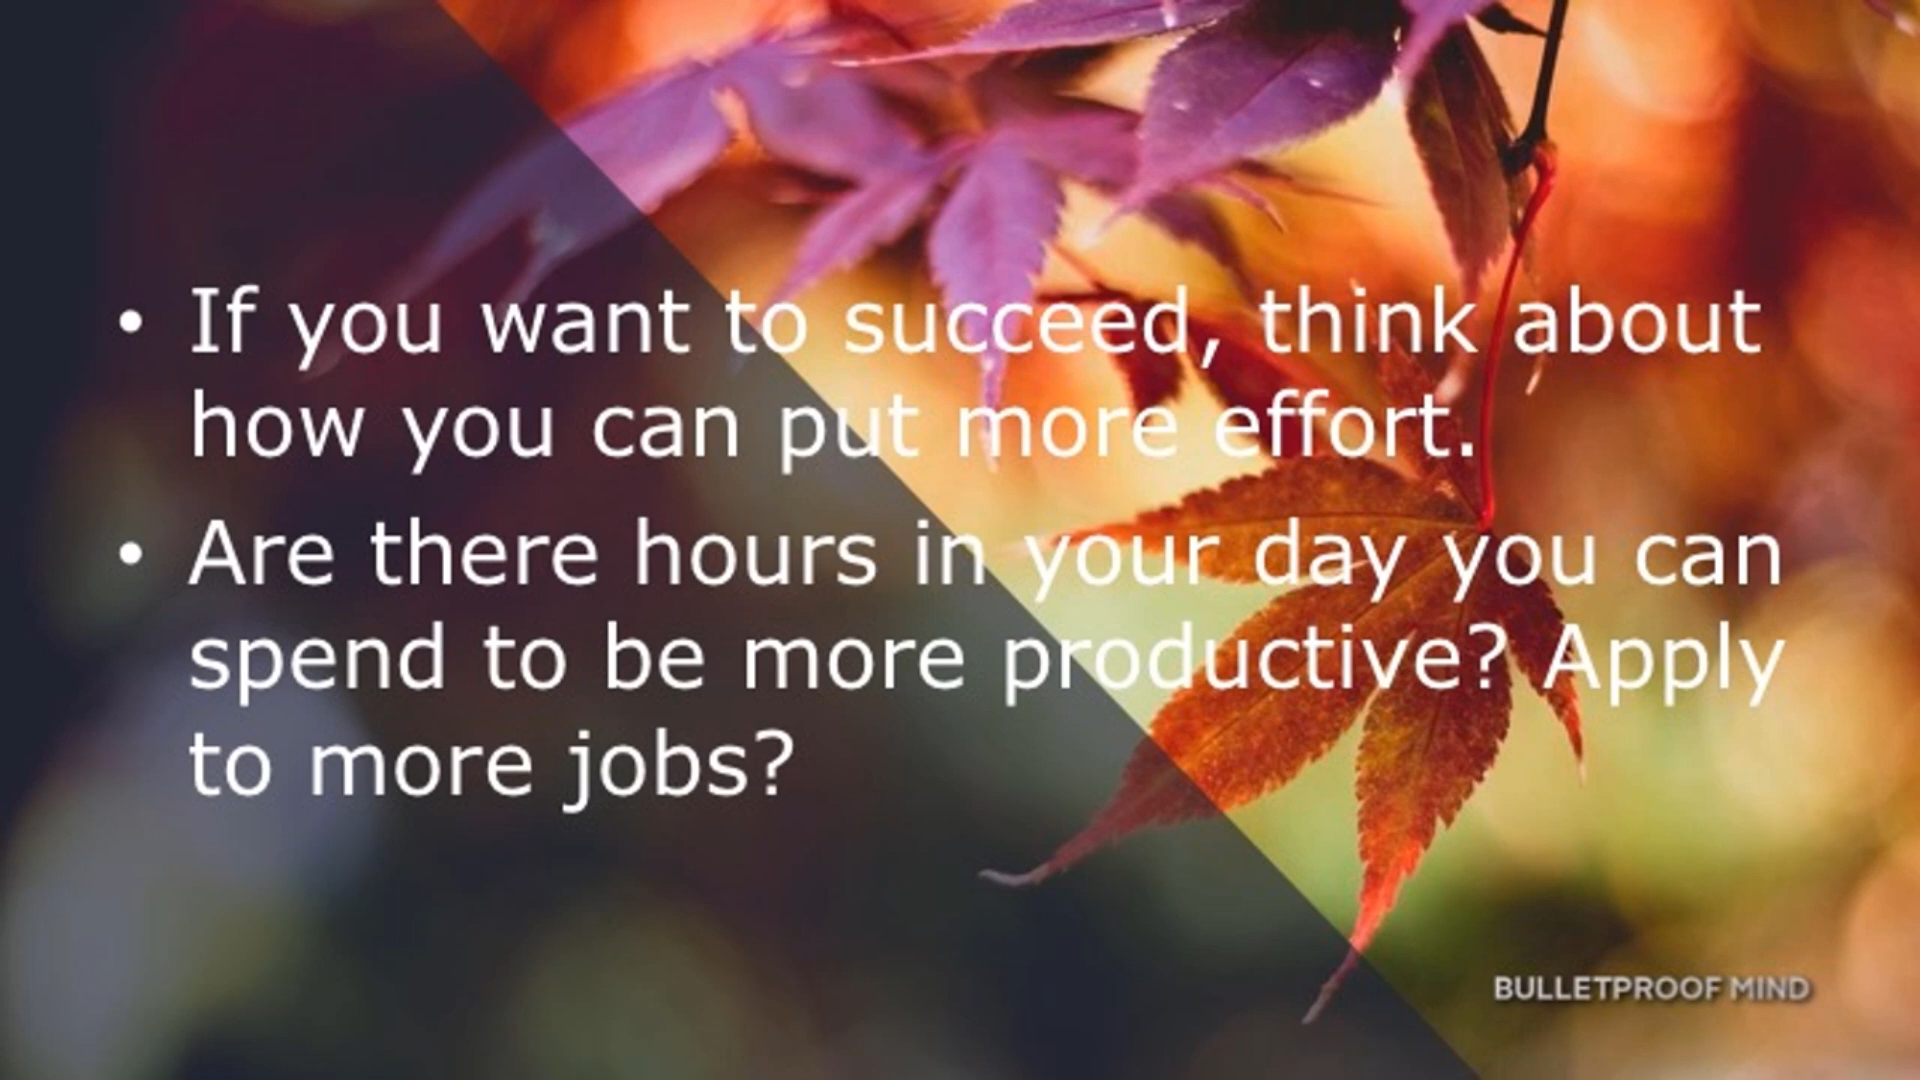 • If you want to succeed, think about
how you can put more effort.
• Are there hours in your day you can
spend to be more productive? Apply
to more jobs?
BULLETPROOF MIND